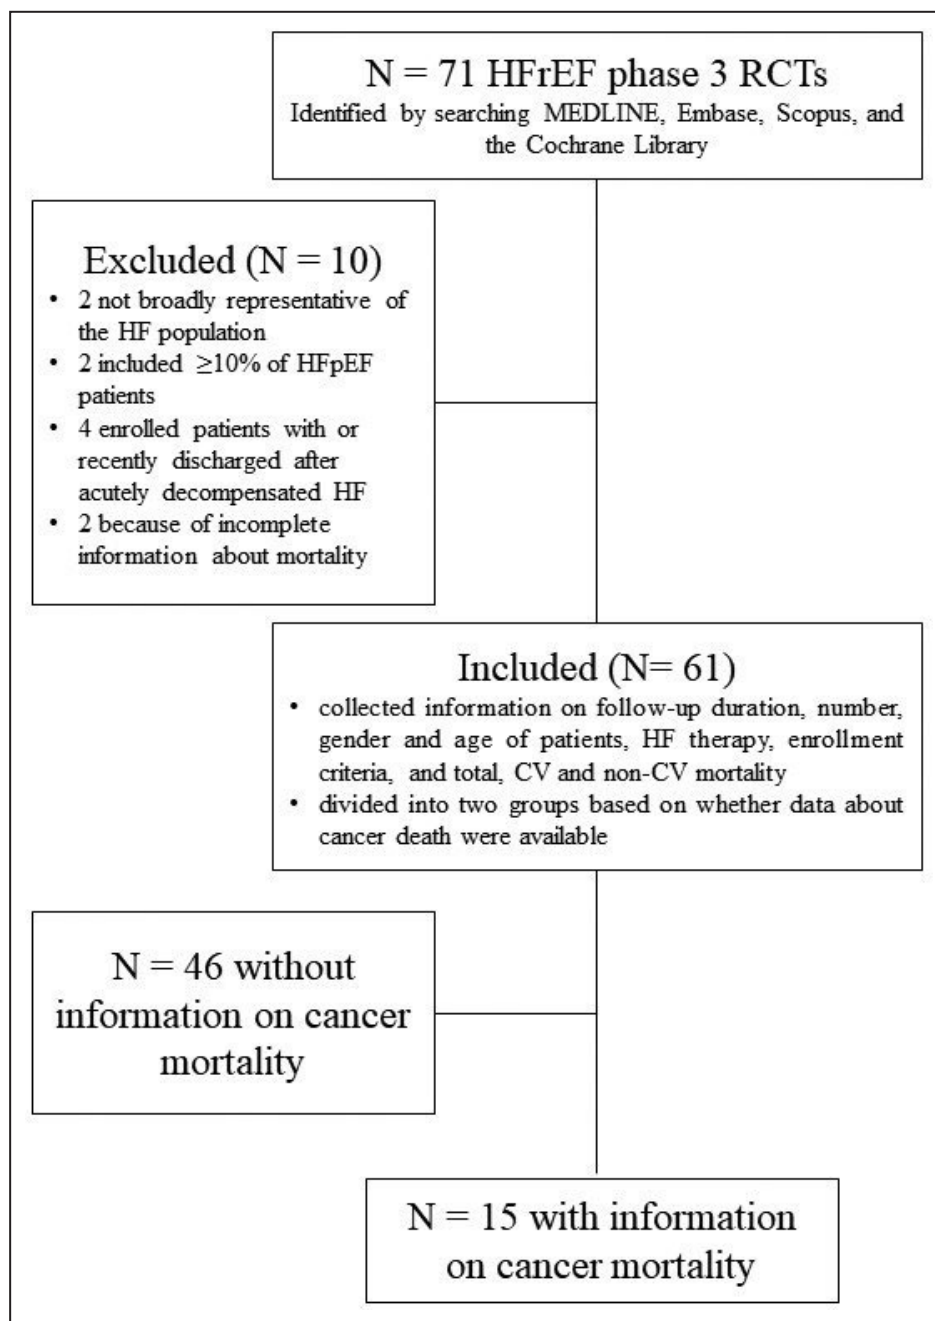 N = 71 HFrEF phase 3 RCTs
Identified by searching MEDLINE, Embase, Scopus, and
the Cochrane Library
Excluded (N = 10)
• 2 not broadly representative of
the HF population
• 2 included ≥10% of HFpEF
patients
• 4 enrolled patients with or
recently discharged after
acutely decompensated HF
• 2 because of incomplete
information about mortality
Included (N= 61)
• collected information on follow-up duration, number,
gender and age of patients, HF therapy, enrollment
criteria, and total, CV and non-CV mortality
• divided into two groups based on whether data about
cancer death were available
N = 46 without
information on cancer
mortality
N = 15 with information
on cancer mortality